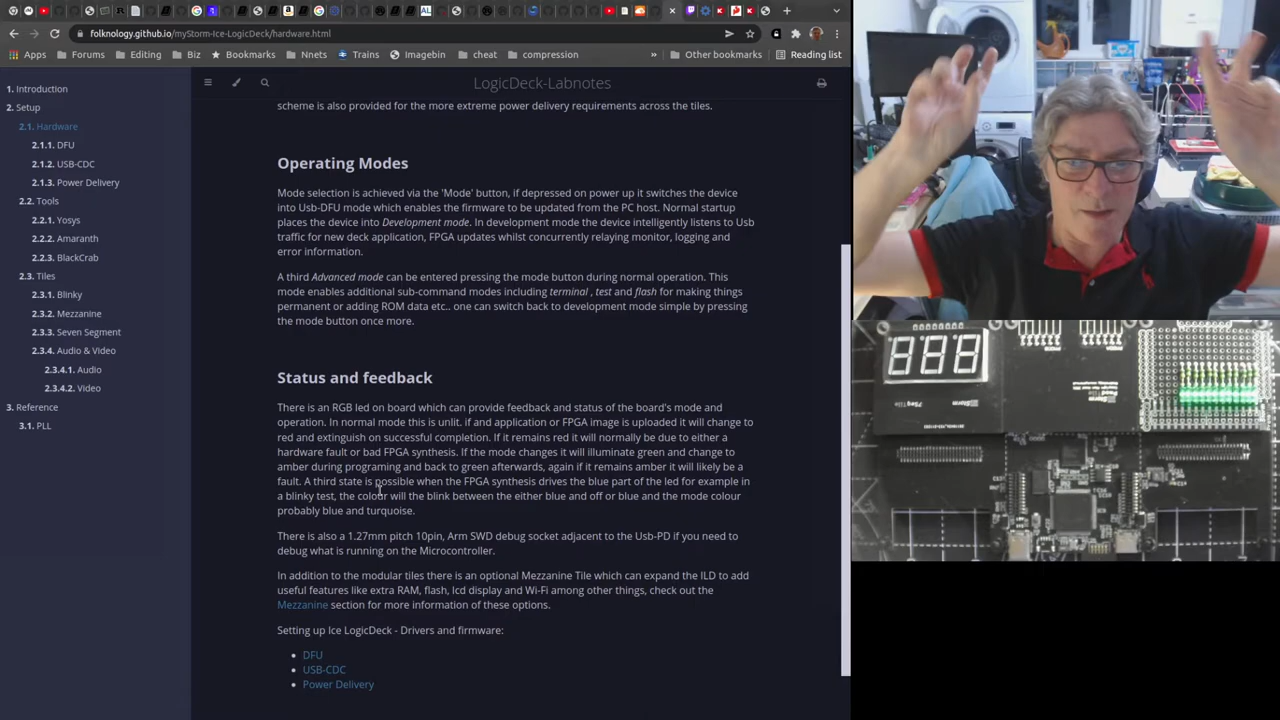 folknology.github.io/myStorm-Ice-LogicDeck/hardware.html
Apps Forums Editing Biz Bookmarks Nnets Trains Imagebin cheat compression » Other bookmarks Reading list
LogicDeck-Labnotes
1. Introduction
2. Setup
2.1. Hardware
2.1.1. DFU
2.1.2. USB-CDC
2.1.3. Power Delivery
2.2. Tools
2.2.1. Yosys
2.2.2. Amaranth
2.2.3. BlackCrab
2.3. Tiles
2.3.1. Blinky
2.3.2. Mezzanine
2.3.3. Seven Segment
2.3.4. Audio & Video
2.3.4.1. Audio
2.3.4.2. Video
3. Reference
3.1. PLL
scheme is also provided for the more extreme power delivery requirements across the tiles.
Operating Modes
Mode selection is achieved via the 'Mode' button, if depressed on power up it switches the device
into Usb-DFU mode which enables the firmware to be updated from the PC host. Normal startup
places the device into Development mode. In development mode the device intelligently listens to Usb
traffic for new deck application, FPGA updates whilst concurrently relaying monitor, logging and
error information.
A third Advanced mode can be entered pressing the mode button during normal operation. This
mode enables additional sub-command modes including terminal , test and flash for making things
permanent or adding ROM data etc.. one can switch back to development mode simple by pressing
the mode button once more.
Status and feedback
There is an RGB led on board which can provide feedback and status of the board's mode and
operation. In normal mode this is unlit. if and application or FPGA image is uploaded it will change to
red and extinguish on successful completion. If it remains red it will normally be due to either a
hardware fault or bad FPGA synthesis. If the mode changes it will illuminate green and change to
amber during programing and back to green afterwards, again if it remains amber it will likely be a
fault. A third state is possible when the FPGA synthesis drives the blue part of the led for example in
a blinky test, the colour will the blink between the either blue and off or blue and the mode colour
probably blue and turquoise.
There is also a 1.27mm pitch 10pin, Arm SWD debug socket adjacent to the Usb-PD if you need to
debug what is running on the Microcontroller.
In addition to the modular tiles there is an optional Mezzanine Tile which can expand the ILD to add
useful features like extra RAM, flash, lcd display and Wi-Fi among other things, check out the
Mezzanine section for more information of these options.
Setting up Ice LogicDeck - Drivers and firmware:
DFU
USB-CDC
Power Delivery